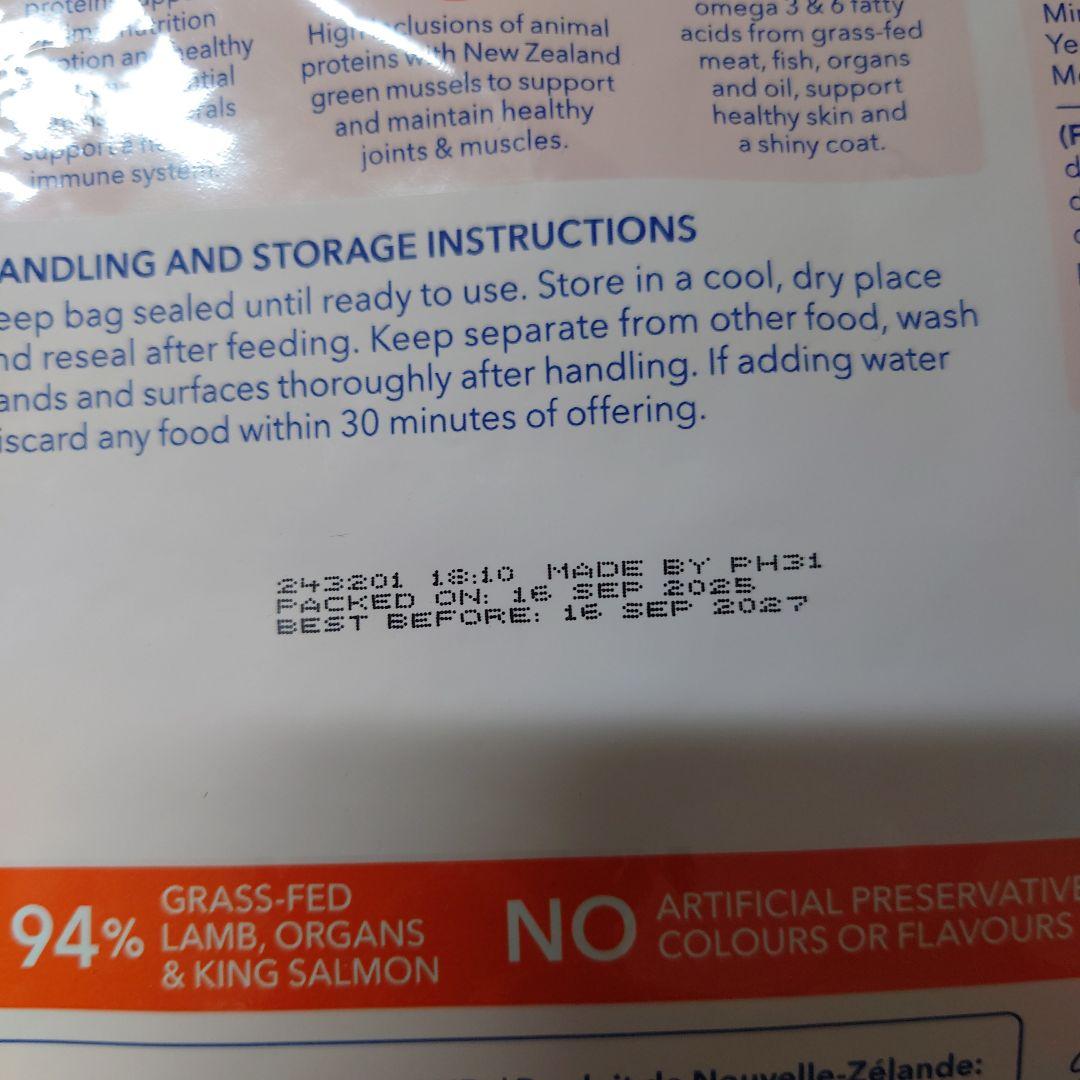 nutrition
healthy
immune system.
clusions of animal
proteins with New Zealand
green mussels to support
and maintain healthy
joints & muscles.
omega 3 & 6 fatty
acids from grass-fed
meat, fish, organs
and oil, support
healthy skin and
a shiny coat.
Ye
ANDLING AND STORAGE INSTRUCTIONS
eep bag sealed until ready to use. Store in a cool, dry place
nd reseal after feeding. Keep separate from other food, wash
ands and surfaces thoroughly after handling. If adding water
iscard any food within 30 minutes of offering.
243201 18:10 MADE BY PH31
PACKED ON: 16 SEP 2025
BEST BEFORE: 16 SEP 2027
94% GRASS-FED
LAMB, ORGANS
& KING SALMON
NO ARTIFICIAL PRESERVATIVE
COLOURS OR FLAVOURS
Nouvelle-Zélande: